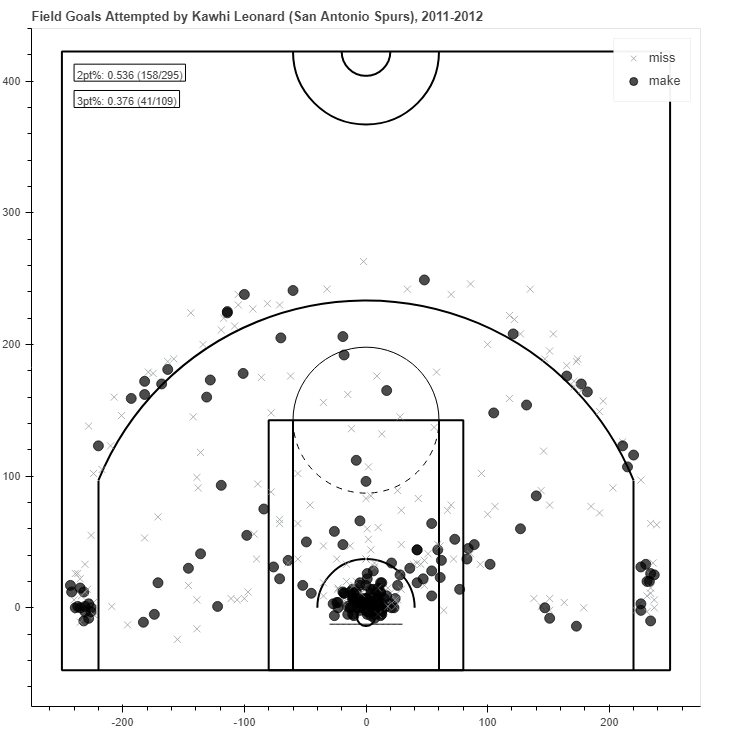 Field Goals Attempted by Kawhi Leonard (San Antonio Spurs), 2011-2012
miss
make
2pt%: 0.536 (158/295)
3pt%: 0.376 (41/109)
400
300
200
100
0
-200 -100 0 100 200